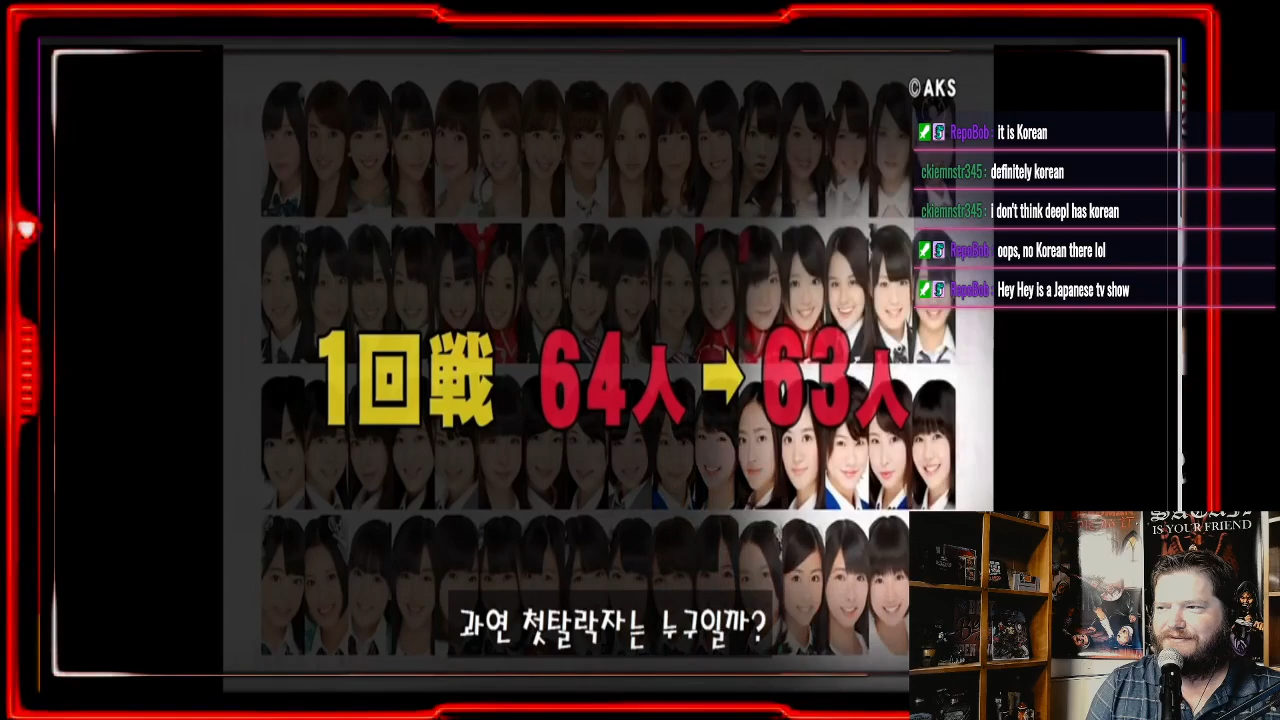 ©AKS
RepoBob: it is Korean
ckiemnstr345: definitely korean
ckiemnstr345: i don't think deepl has korean
RepoBob: oops, no Korean there lol
RepoBob: Hey Hey is a Japanese tv show
1回戦 64人➡63人
IS YOUR FRIEND
과연 첫탈락자는 누구일까?